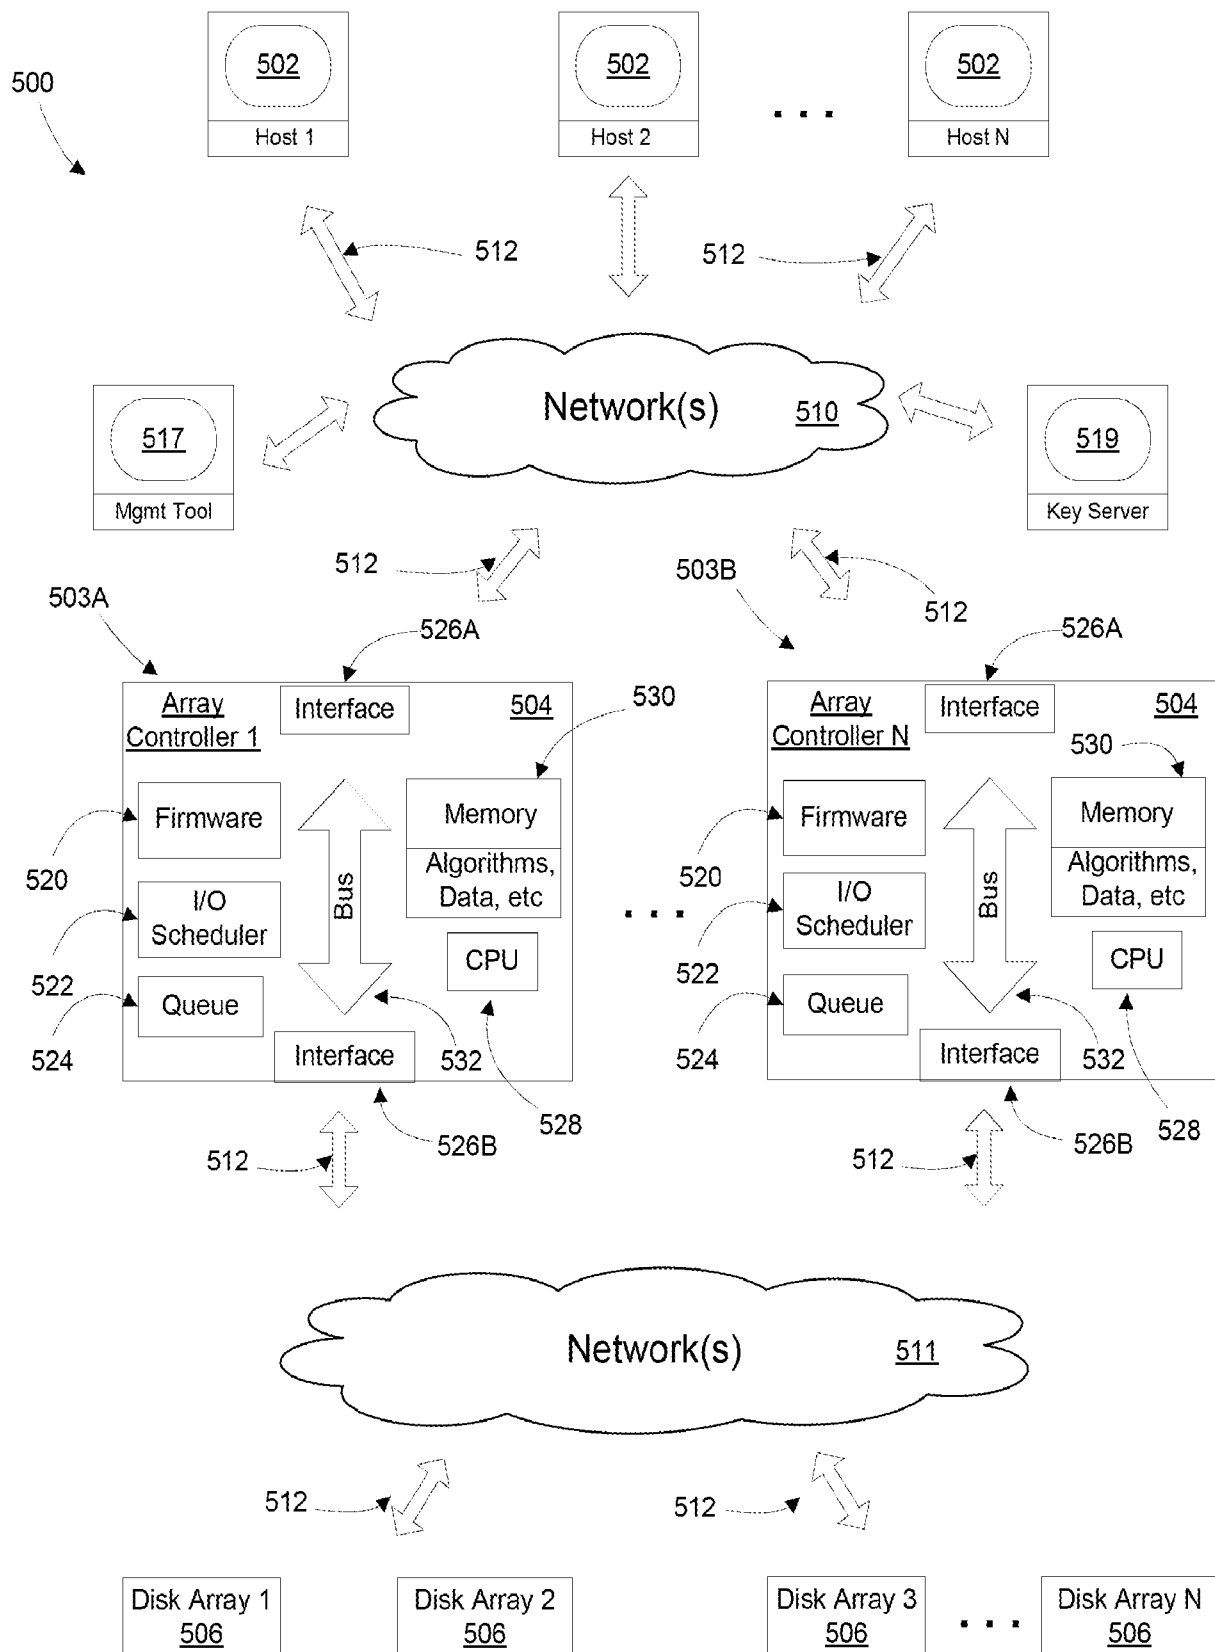 500
502
Host 1
502
Host 2
. . .
502
Host N
512
512
Network(s)
510
517
Mgmt Tool
519
Key Server
512
503B
512
503A
526A
526A
Array
Controller 1
Interface
504
530
Firmware
520
Memory
Algorithms,
Data, etc
I/O
Scheduler
522
Bus
CPU
Queue
524
Interface
532
528
526B
512
. . .
Array
Controller N
Interface
504
530
Firmware
520
Memory
Algorithms,
Data, etc
I/O
Scheduler
522
Bus
CPU
Queue
524
Interface
532
528
526B
512
Network(s)
511
512
512
Disk Array 1
506
Disk Array 2
506
Disk Array 3
506
. . .
Disk Array N
506